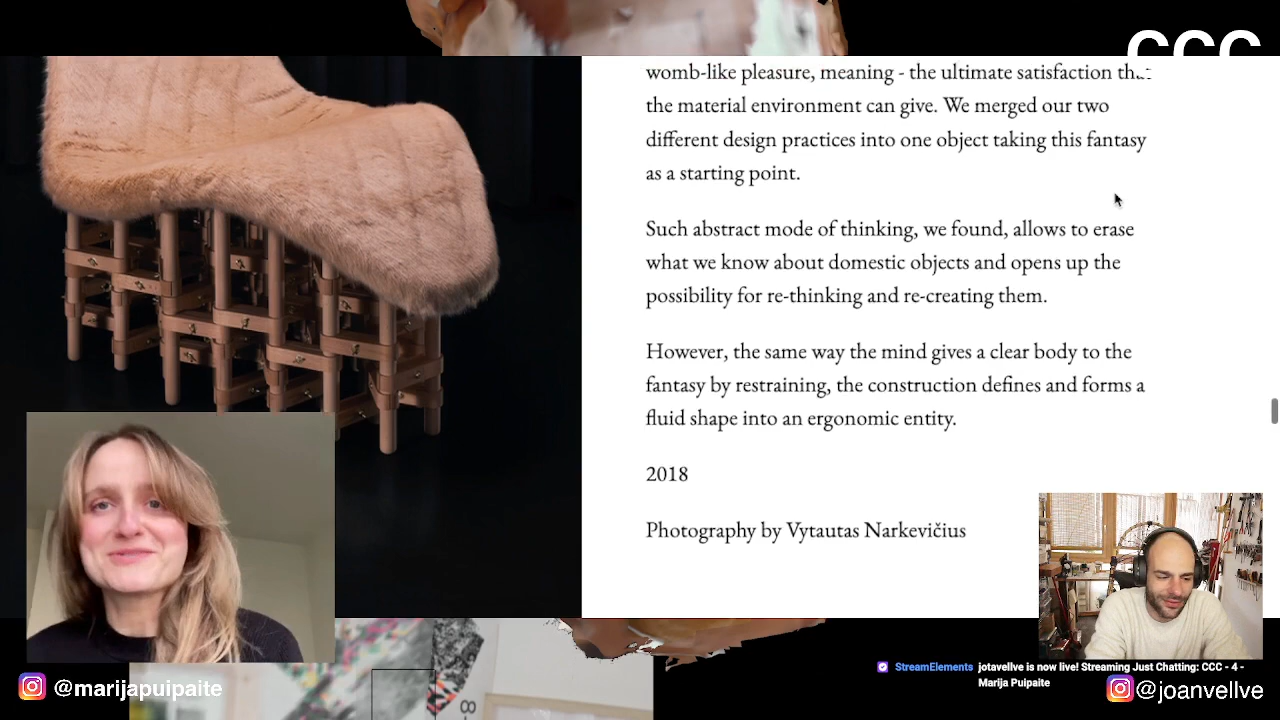 CCC
womb-like pleasure, meaning - the ultimate satisfaction that
the material environment can give. We merged our two
different design practices into one object taking this fantasy
as a starting point.
Such abstract mode of thinking, we found, allows to erase
what we know about domestic objects and opens up the
possibility for re-thinking and re-creating them.
However, the same way the mind gives a clear body to the
fantasy by restraining, the construction defines and forms a
fluid shape into an ergonomic entity.
2018
Photography by Vytautas Narkevičius
StreamElements jotavellve is now live! Streaming Just Chatting: CCC - 4 -
Marija Puipaite
@marijapuipaite
@joanvellve